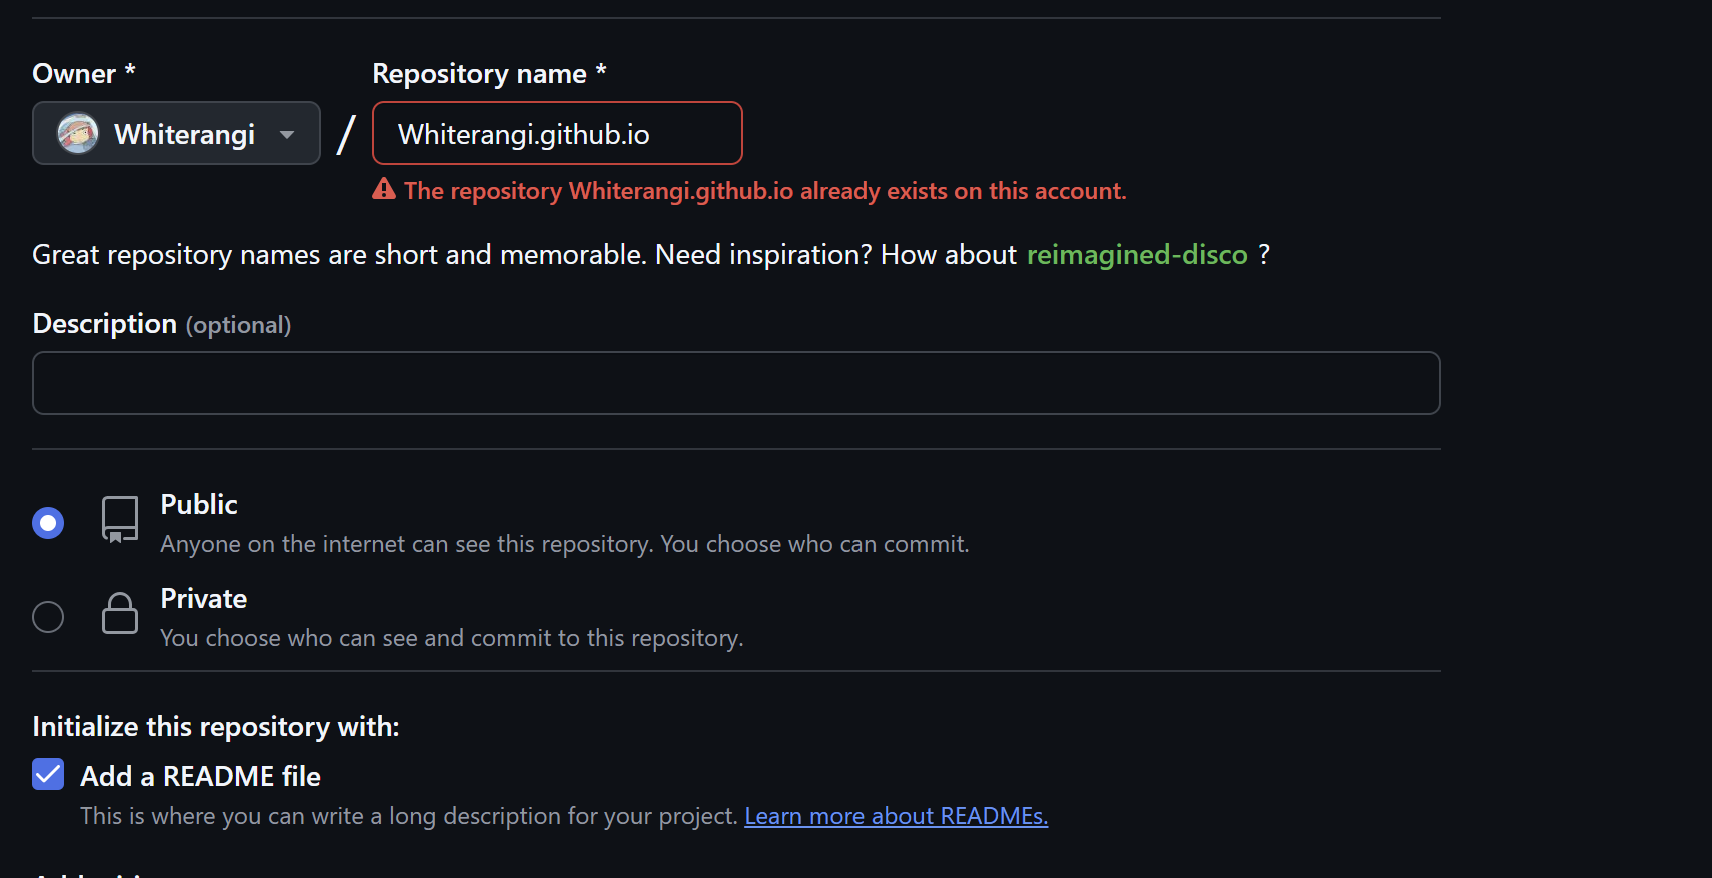 Owner *
Repository name *
Whiterangi
/
Whiterangi.github.io
The repository Whiterangi.github.io already exists on this account.
Great repository names are short and memorable. Need inspiration? How about reimagined-disco ?
Description (optional)
Public
Anyone on the internet can see this repository. You choose who can commit.
Private
You choose who can see and commit to this repository.
Initialize this repository with:
Add a README file
This is where you can write a long description for your project. Learn more about READMEs.